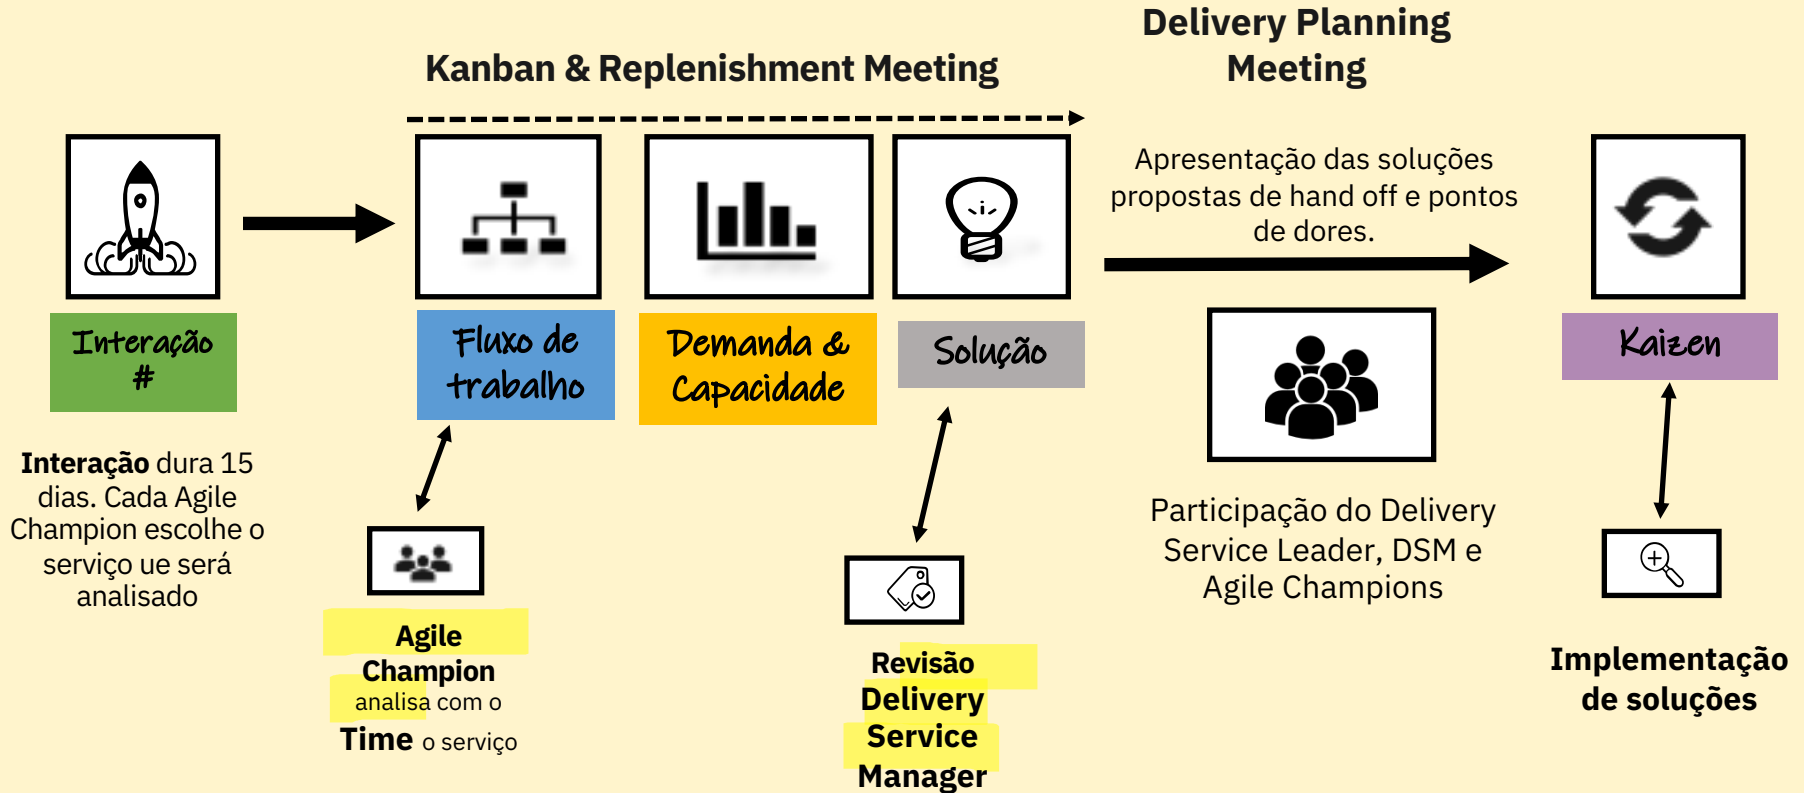 Delivery Planning
Meeting
Kanban & Replenishment Meeting
Interação
#
Fluxo de
trabalho
Demanda &
Capacidade
Solução
Apresentação das soluções
propostas de hand off e pontos
de dores.
Kaizen
Interação dura 15
dias. Cada Agile
Champion escolhe o
serviço ue será
analisado
Agile
Champion
analisa com o
Time o serviço
Revisão
Delivery
Service
Manager
Participação do Delivery
Service Leader, DSM e
Agile Champions
Implementação
de soluções